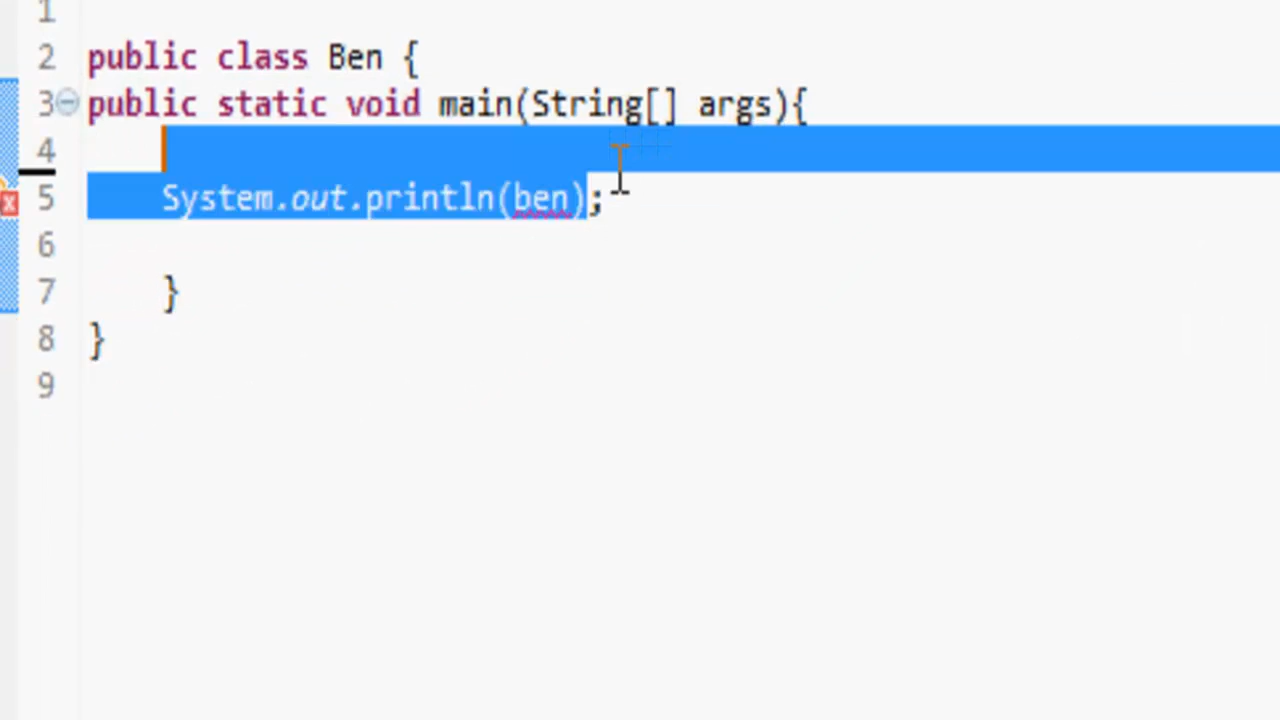 1
2 public class Ben {
3 public static void main(String[] args){
4
5 System.out.println(ben);
6
7 }
8 }
9